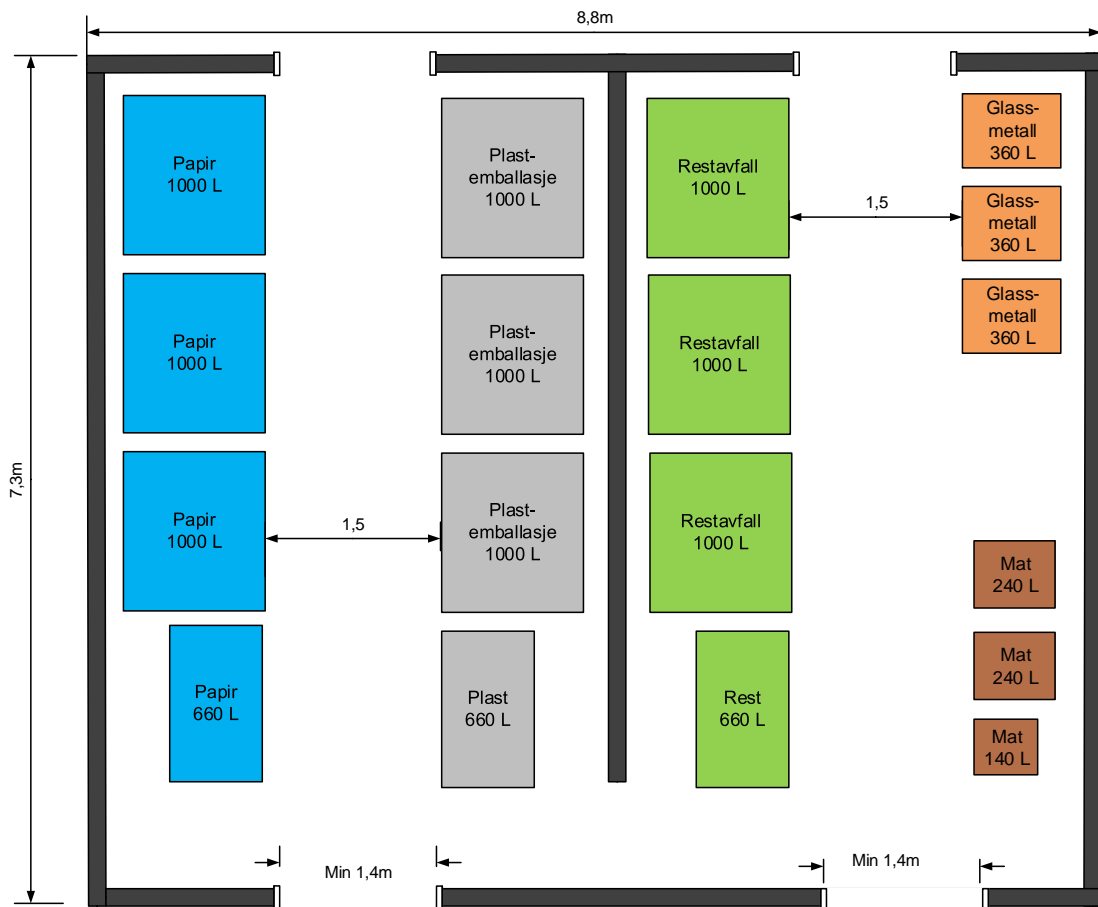 8,8m
7,3m
Papir
1000 L
Plast-
emballasje
1000 L
Restavfall
1000 L
Glass-
metall
360 L
1,5
Glass-
metall
360 L
Papir
1000 L
Plast-
emballasje
1000 L
Restavfall
1000 L
Glass-
metall
360 L
Papir
1000 L
1,5
Plast-
emballasje
1000 L
Restavfall
1000 L
Mat
240 L
Papir
660 L
Plast
660 L
Rest
660 L
Mat
240 L
Mat
140 L
Min 1,4m
Min 1,4m